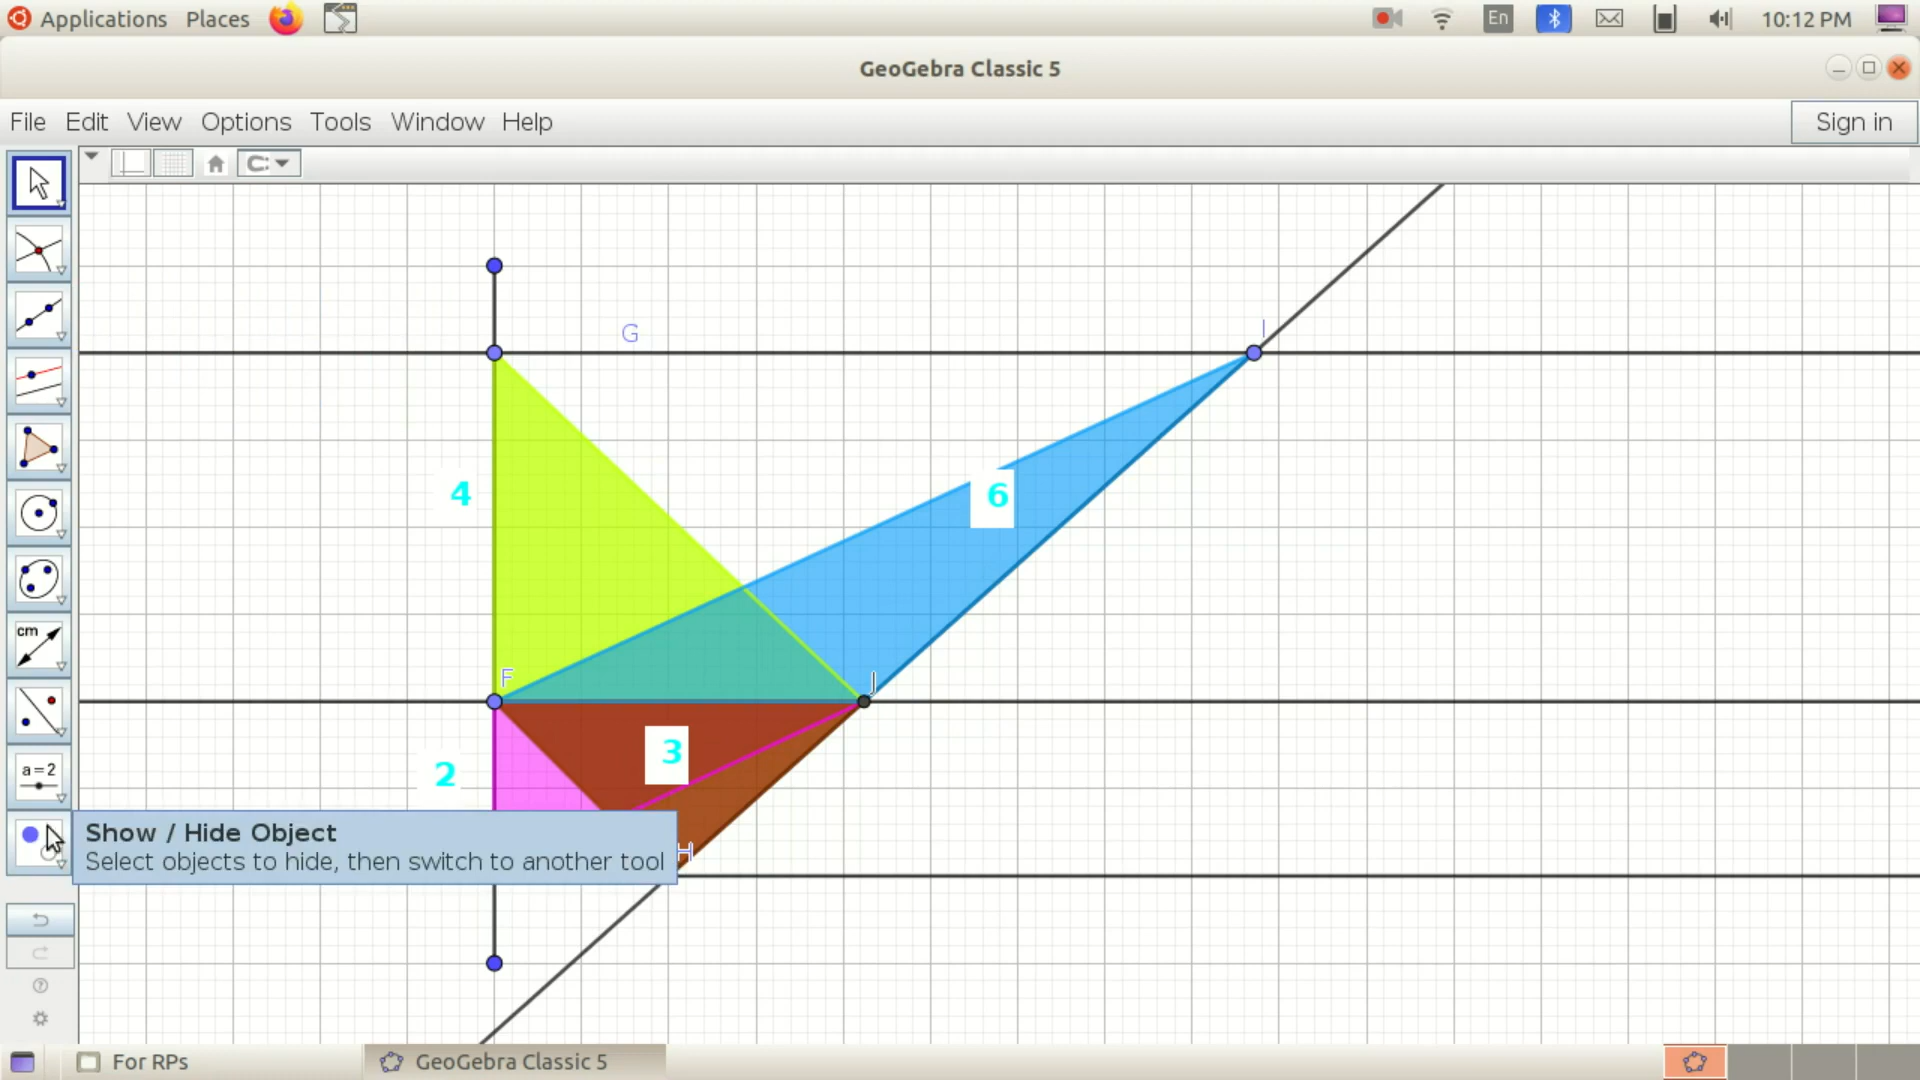 Applications Places En 10:12 PM
GeoGebra Classic 5
File Edit View Options Tools Window Help Sign in
G
I
4
6
F
J
cm
3
2
a=2
Show / Hide Object
Select objects to hide, then switch to another tool
H
For RPs GeoGebra Classic 5